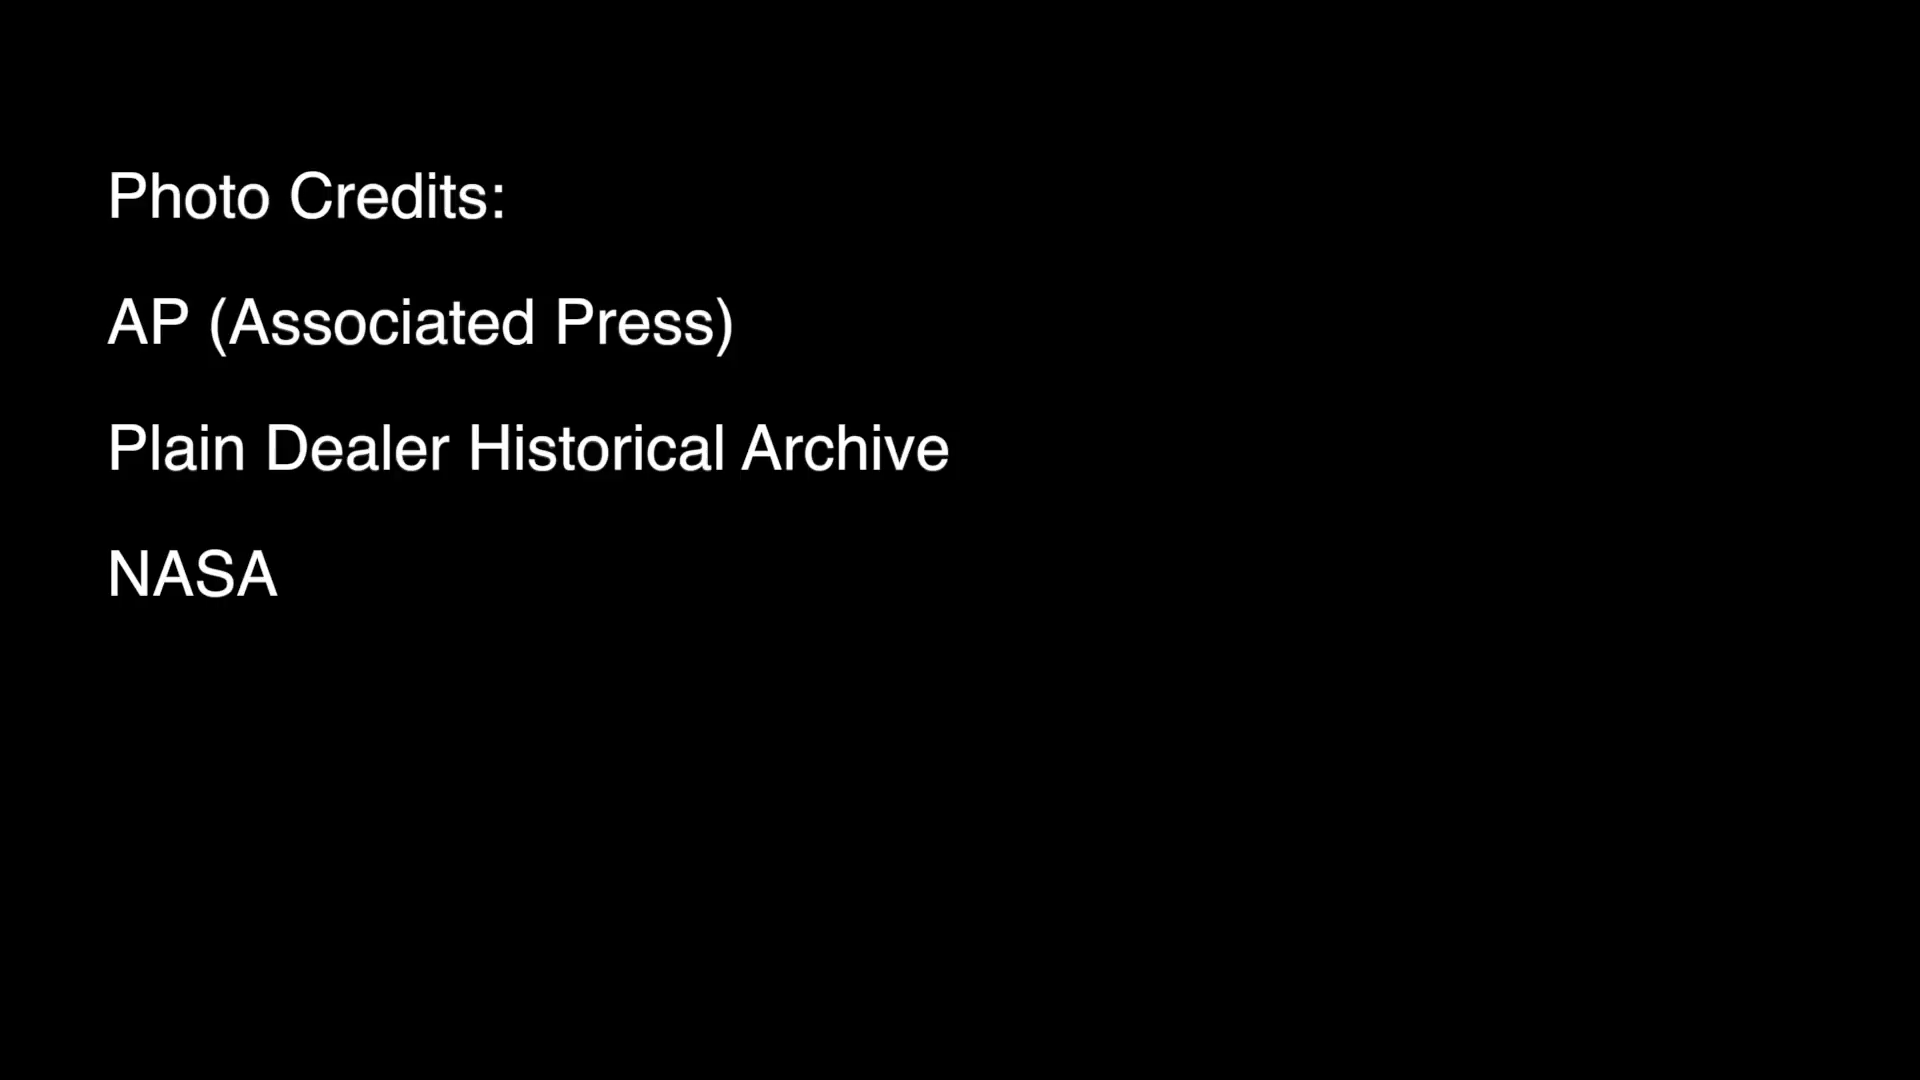 Photo Credits:
AP (Associated Press)
Plain Dealer Historical Archive
NASA